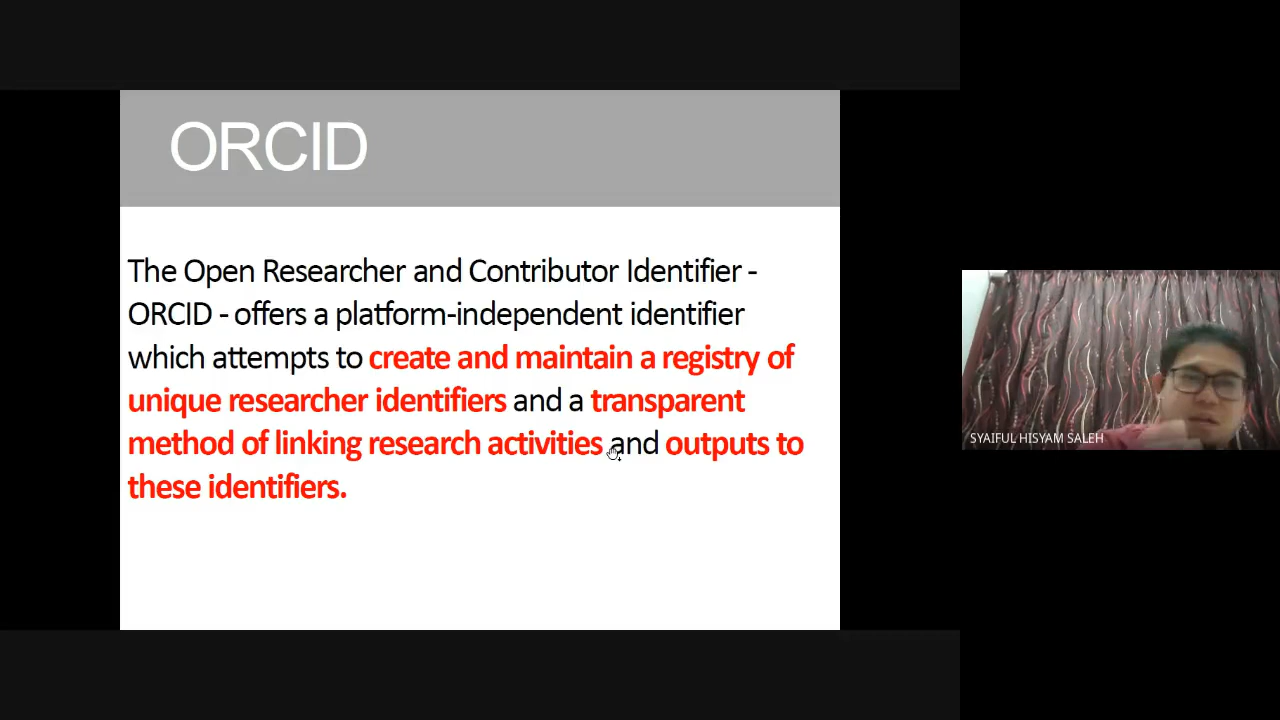 ORCID
The Open Researcher and Contributor Identifier -
ORCID - offers a platform-independent identifier
which attempts to create and maintain a registry of
unique researcher identifiers and a transparent
method of linking research activities and outputs to
these identifiers.
SYAIFUL HISYAM SALEH